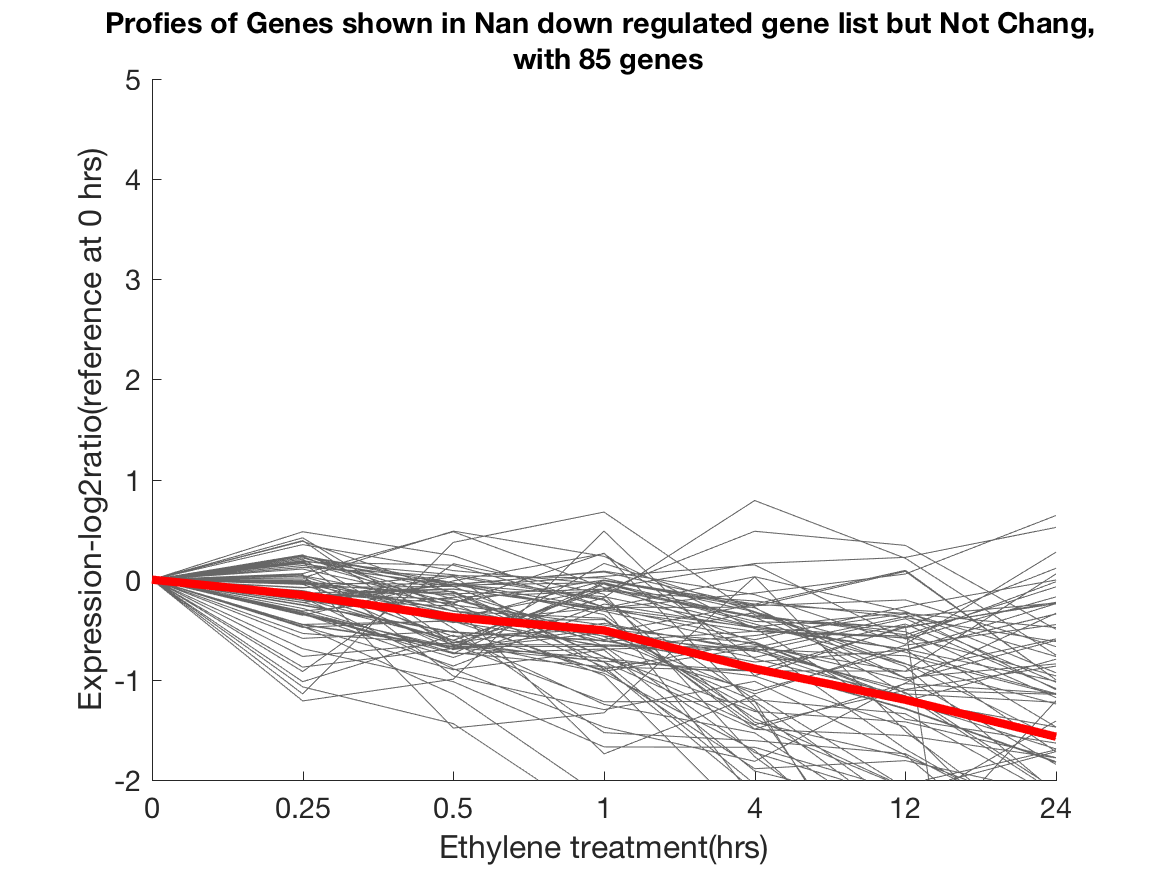 Profies of Genes shown in Nan down regulated gene list but Not Chang,
with 85 genes
Expression-log2ratio(reference at 0 hrs)
5
4
3
2
1
0
-1
-2
0 0.25 0.5 1 4 12 24
Ethylene treatment(hrs)